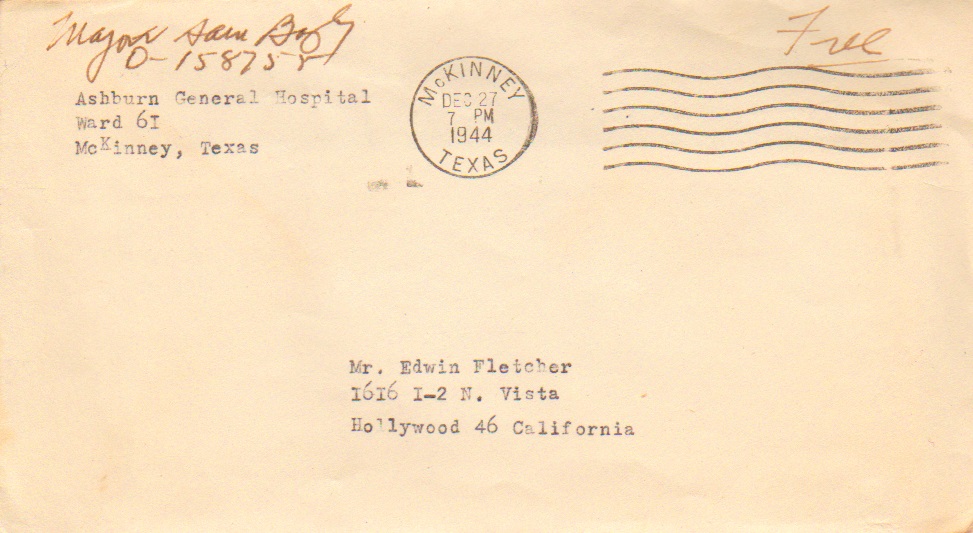 Major Sam
O-158758
Free
Ashburn General Hospital
Ward 6I
McKinney, Texas
McKINNEY
DEC 27
7 PM
1944
TEXAS
Mr. Edwin Fletcher
I6I6 I-2 N. Vista
Hollywood 46 California